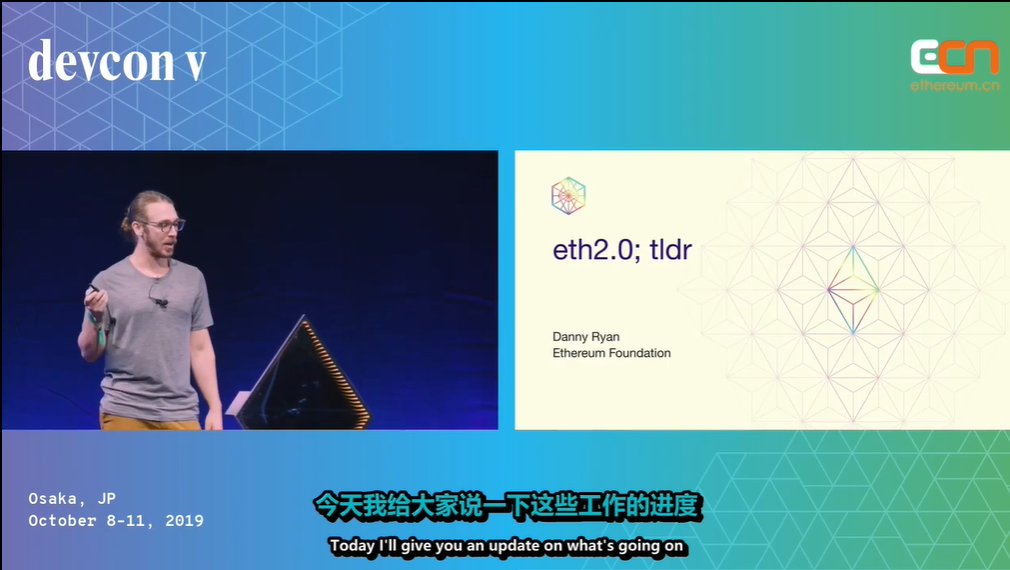 devcon v
ECN
ethereum.cn
eth2.0; tldr
Danny Ryan
Ethereum Foundation
Osaka, JP
October 8-11, 2019
今天我给大家说一下这些工作的进度
Today I'll give you an update on what's going on